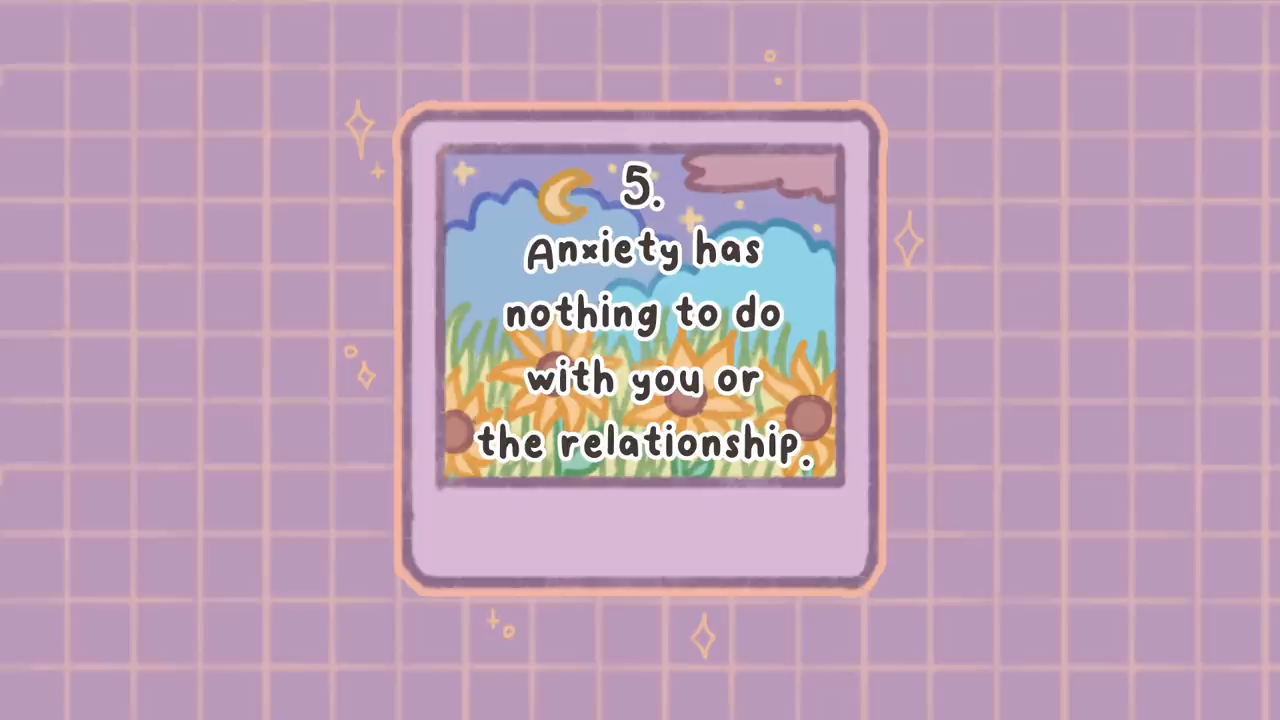 5.
Anxiety has
nothing to do
with you or
the relationship.